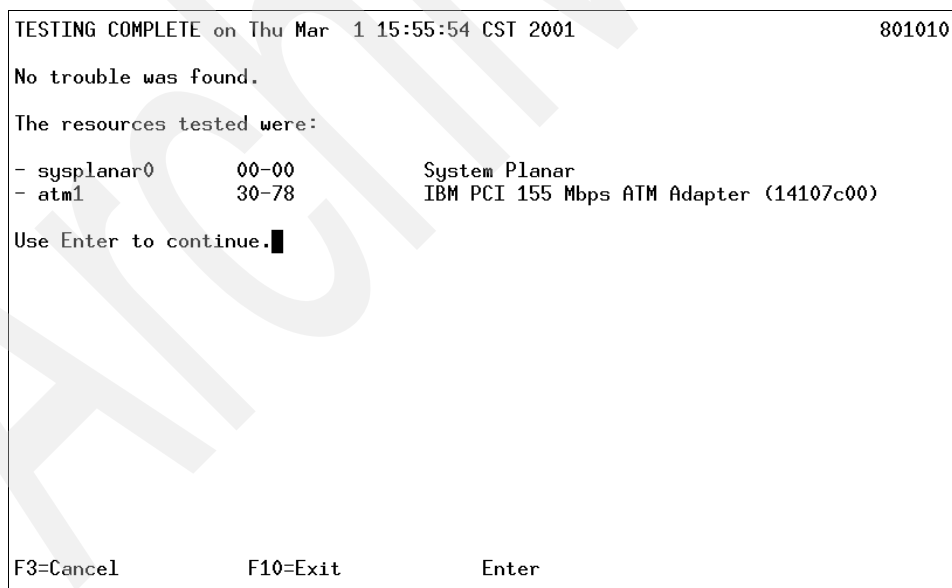 TESTING COMPLETE on Thu Mar  1 15:55:54 CST 2001 801010
No trouble was found.
The resources tested were:
- sysplanar0 00-00 System Planar
- atm1 30-78 IBM PCI 155 Mbps ATM Adapter (14107c00)
Use Enter to continue.
F3=Cancel F10=Exit Enter